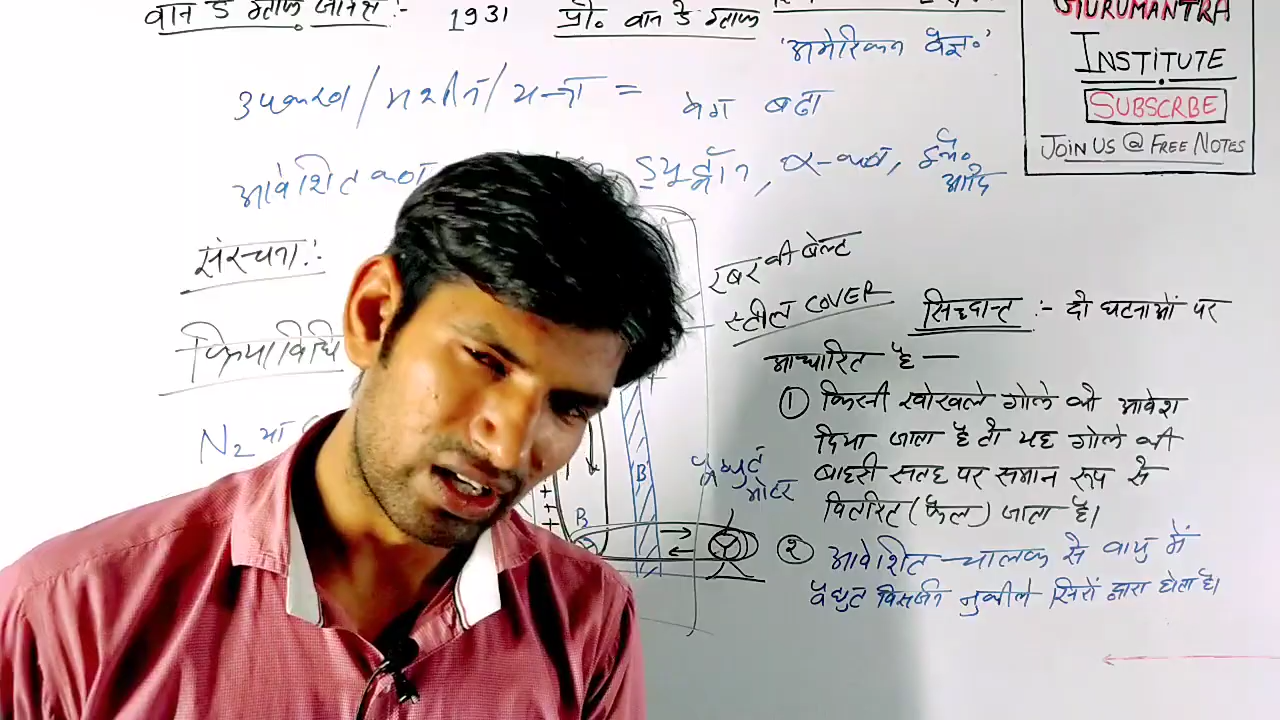 वान डे ग्राफ जनित्र :- 1931 प्रो० वान डे ग्राफ
'अमेरिकन वैज्ञ०'
उपकरण/मशीन/यन्त्र = वेग बढा
आवेशित कण ड्यूट्रॉन, α-कण, इलै० आदि
संरचना :-
क्रियाविधि
N2 या
रबर की बेल्ट
स्टील COVER
B
B
वैद्युत मोटर
सिद्धान्त :- दो घटनाओं पर
आधारित है —
① किसी खोखले गोले को आवेश
दिया जाता है तो यह गोले की
बाहरी सतह पर समान रूप से
वितरित (फैल) जाता है।
② आवेशित चालक से वायु में
वैद्युत विसर्जन नुकीले सिरों द्वारा होता है।
GURUMANTRA
INSTITUTE
SUBSCRBE
JOIN US @ FREE NOTES